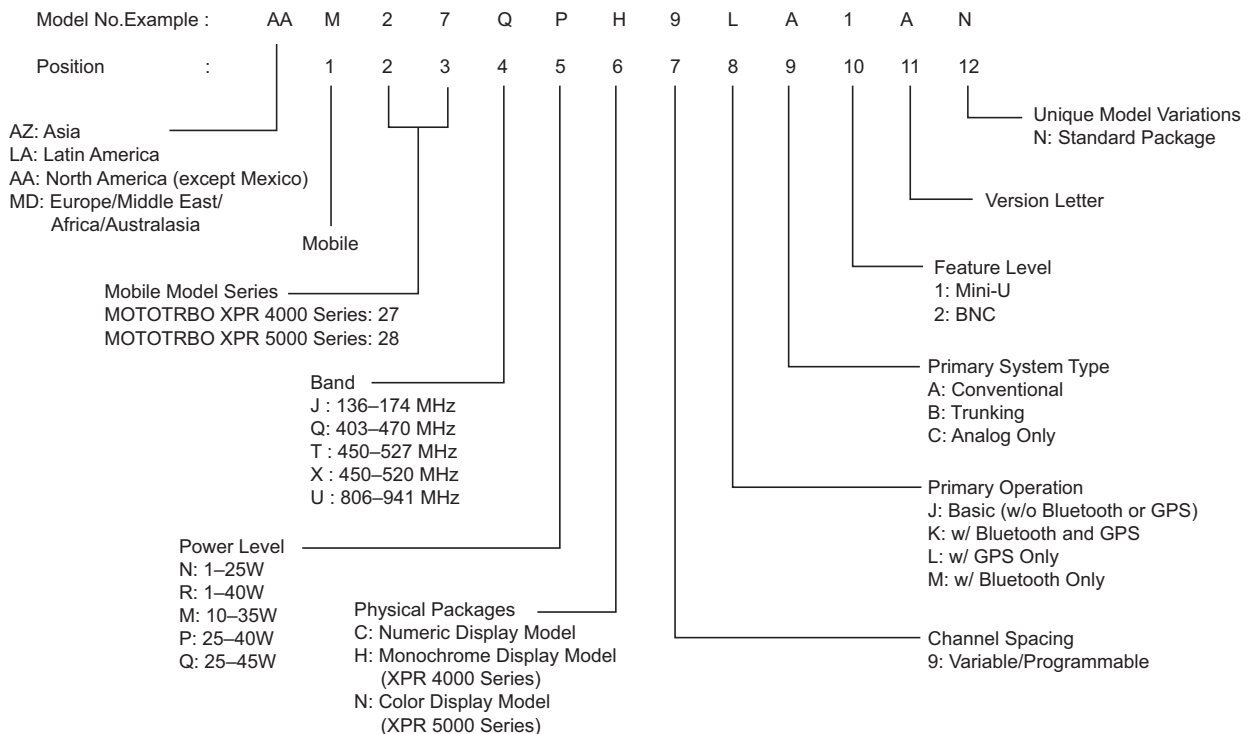 Model No.Example : AA M 2 7 Q P H 9 L A 1 A N
Position : 1 2 3 4 5 6 7 8 9 10 11 12
AZ: Asia
LA: Latin America
AA: North America (except Mexico)
MD: Europe/Middle East/
Africa/Australasia
Mobile
Mobile Model Series
MOTOTRBO XPR 4000 Series: 27
MOTOTRBO XPR 5000 Series: 28
Band
J : 136–174 MHz
Q: 403–470 MHz
T : 450–527 MHz
X : 450–520 MHz
U : 806–941 MHz
Power Level
N: 1–25W
R: 1–40W
M: 10–35W
P: 25–40W
Q: 25–45W
Physical Packages
C: Numeric Display Model
H: Monochrome Display Model
(XPR 4000 Series)
N: Color Display Model
(XPR 5000 Series)
Unique Model Variations
N: Standard Package
Version Letter
Feature Level
1: Mini-U
2: BNC
Primary System Type
A: Conventional
B: Trunking
C: Analog Only
Primary Operation
J: Basic (w/o Bluetooth or GPS)
K: w/ Bluetooth and GPS
L: w/ GPS Only
M: w/ Bluetooth Only
Channel Spacing
9: Variable/Programmable